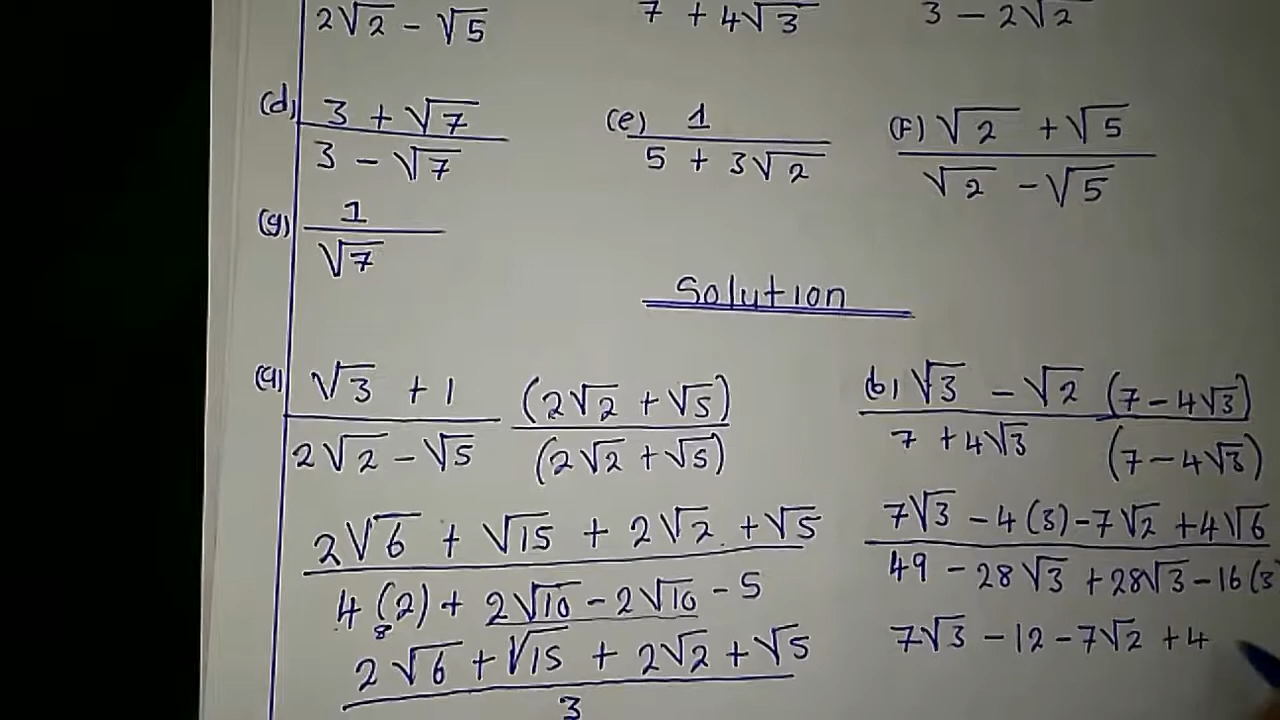 2√2 − √5 7 + 4√3 3 − 2√2
(d) 3 + √7 (e) 1 (F) √2 + √5
3 − √7 5 + 3√2 √2 − √5
(g) 1
√7
Solution
(a) √3 + 1 (2√2 + √5) (b) √3 − √2 (7 − 4√3)
2√2 − √5 (2√2 + √5) 7 + 4√3 (7 − 4√3)
2√6 + √15 + 2√2 + √5 7√3 − 4(3) − 7√2 + 4√6
4(2) + 2√10 − 2√10 − 5 49 − 28√3 + 28√3 − 16(3)
8
2√6 + √15 + 2√2 + √5 7√3 − 12 − 7√2 + 4
3